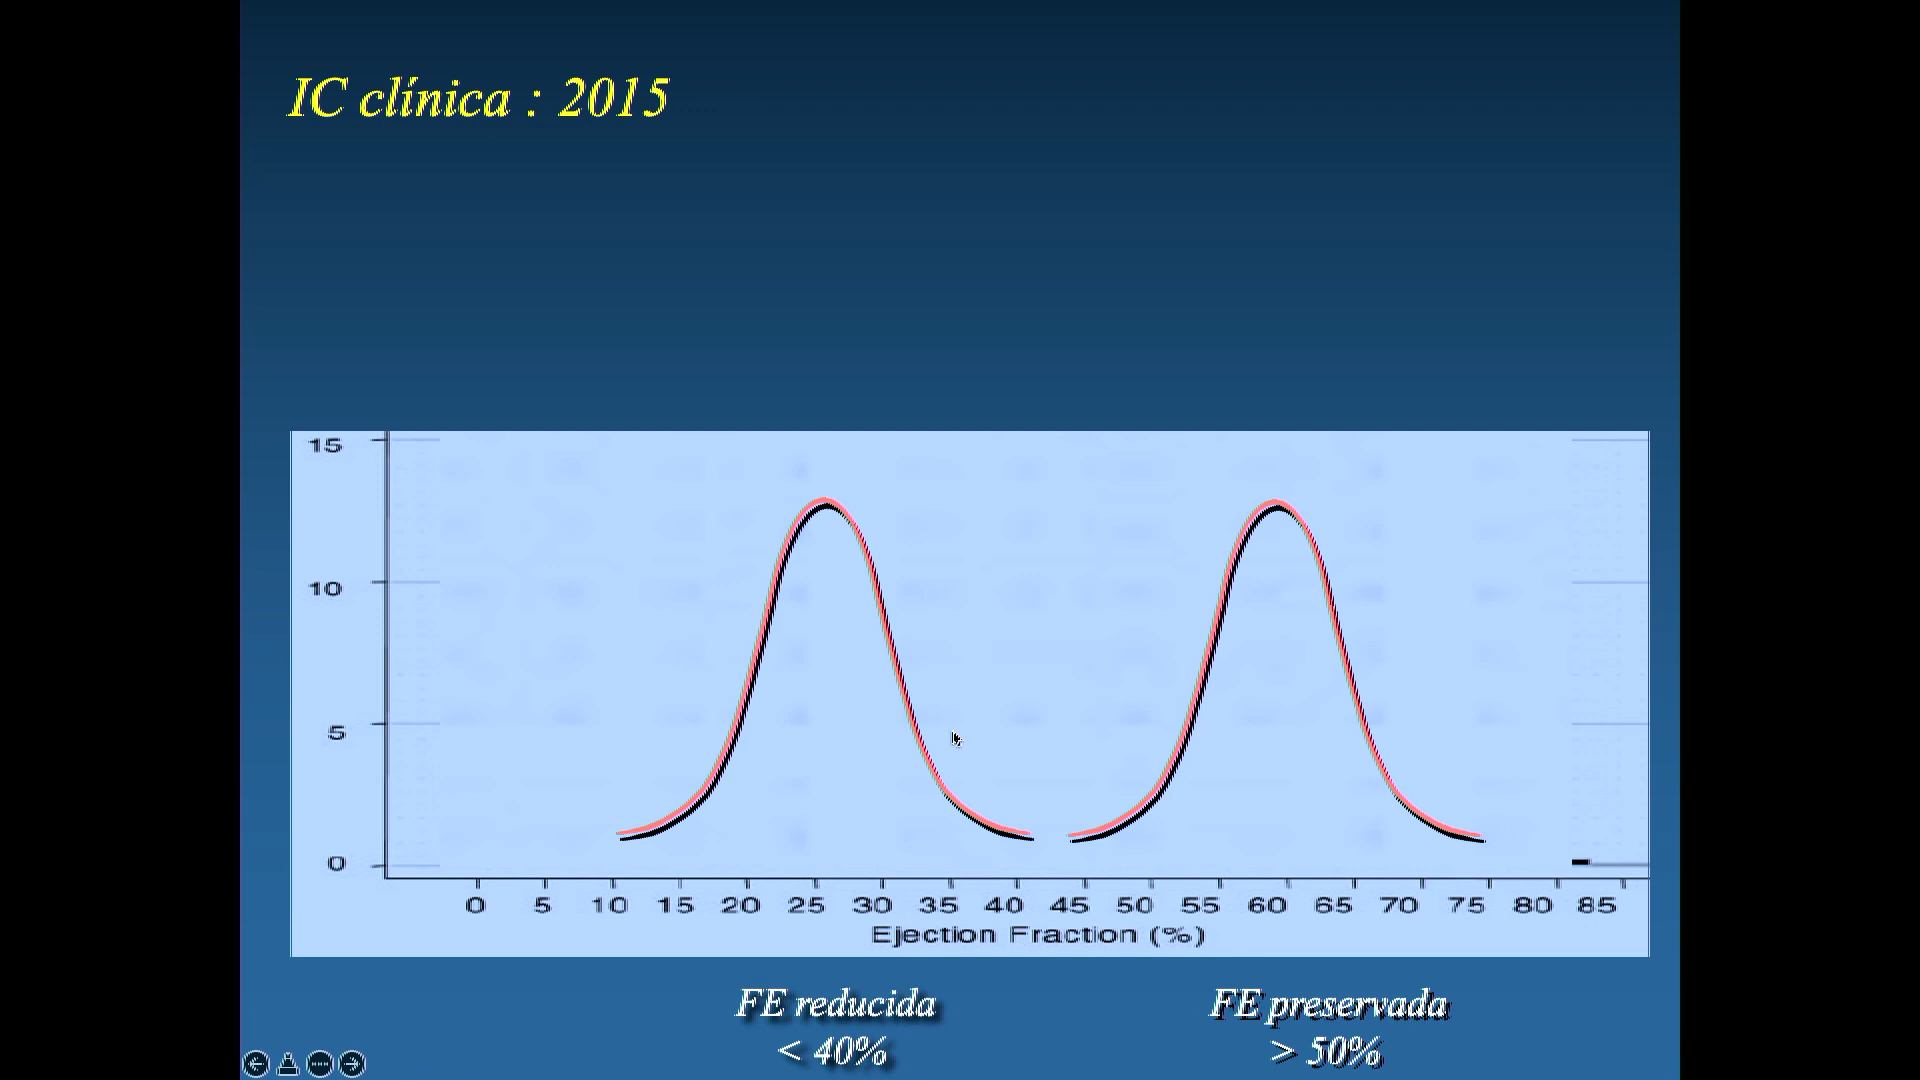 IC clínica : 2015
15
10
5
0
0 5 10 15 20 25 30 35 40 45 50 55 60 65 70 75 80 85
Ejection Fraction (%)
FE reducida
< 40%
FE preservada
> 50%